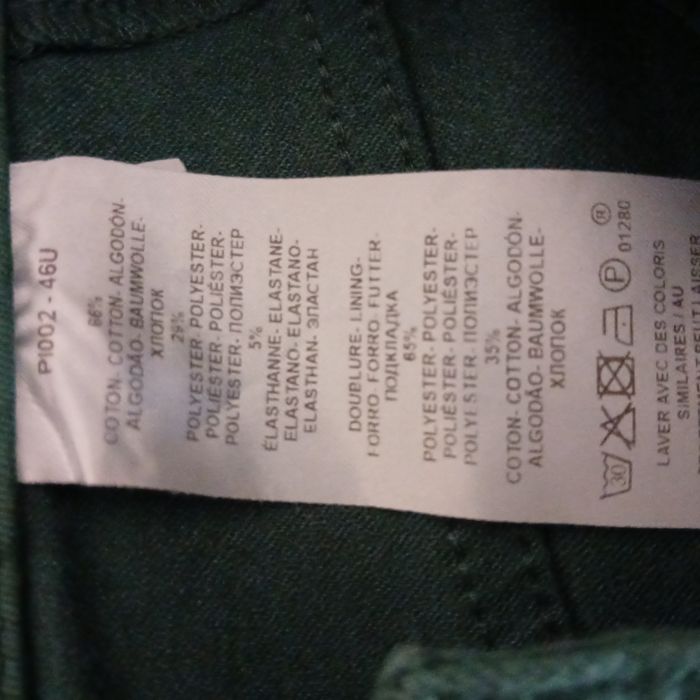 P1002 - 46U
66%
COTON- COTTON- ALGODÓN-
ALGODÃO- BAUMWOLLE-
ХЛОПОК
29%
POLYESTER- POLYESTER-
POLIÉSTER- POLIÉSTER-
POLYESTER- ПОЛИЭСТЕР
5%
ÉLASTHANNE- ELASTANE-
ELASTANO- ELASTANO-
ELASTHAN- ЭЛАСТАН
DOUBLURE- LINING-
FORRO- FORRO- FUTTER-
ПОДКЛАДКА
65%
POLYESTER- POLYESTER-
POLIÉSTER- POLIÉSTER-
POLYESTER- ПОЛИЭСТЕР
35%
COTON- COTTON- ALGODÓN-
ALGODÃO- BAUMWOLLE-
ХЛОПОК
30 P ®
01280
LAVER AVEC DES COLORIS
SIMILAIRES / AU